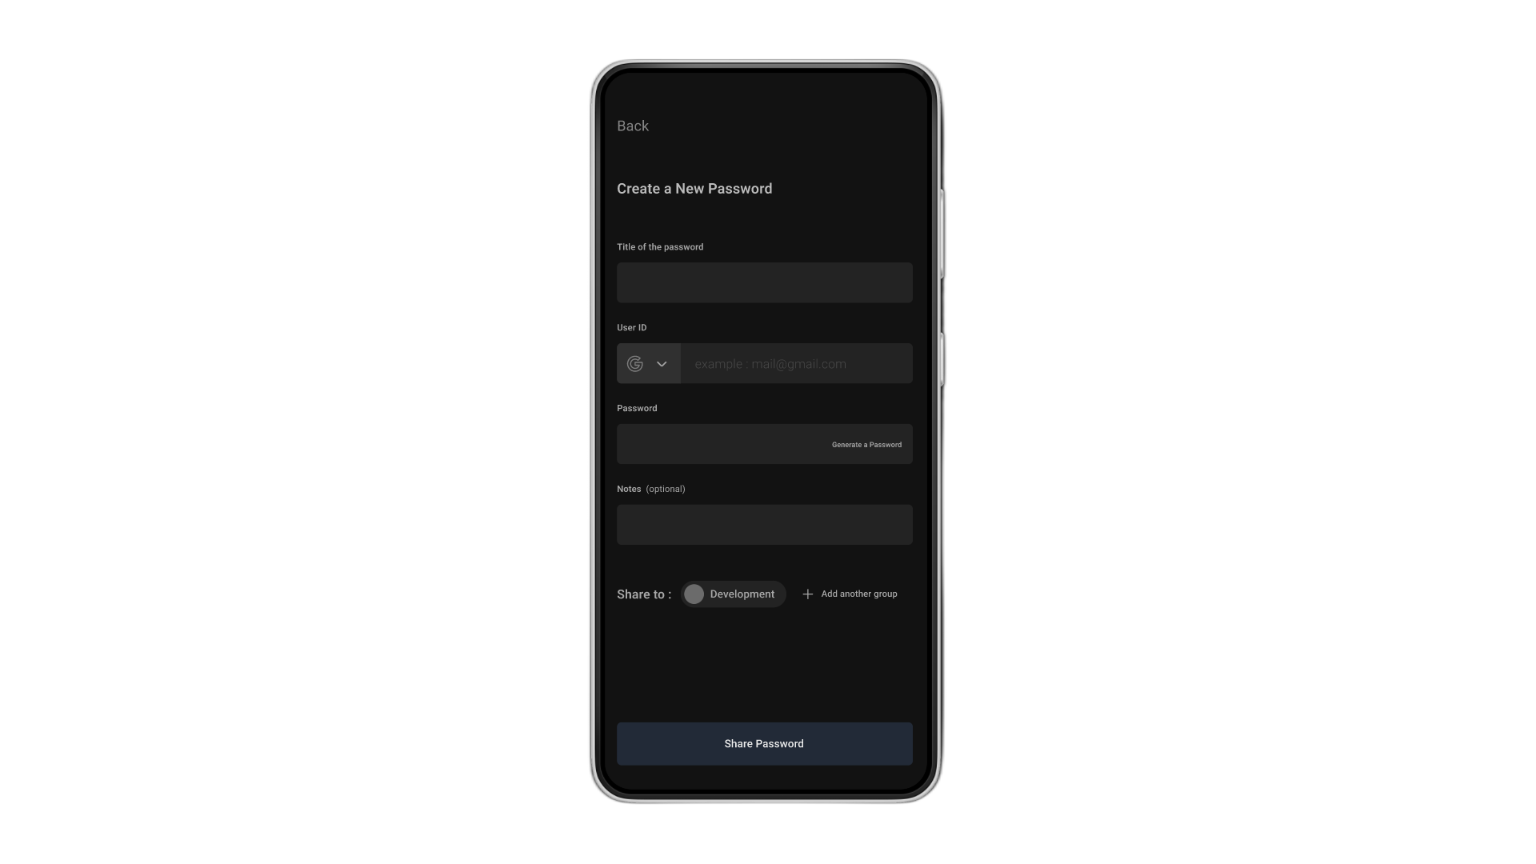 Back
Create a New Password
Title of the password
User ID
example : mail@gmail.com
Password
Generate a Password
Notes (optional)
Share to : Development + Add another group
Share Password